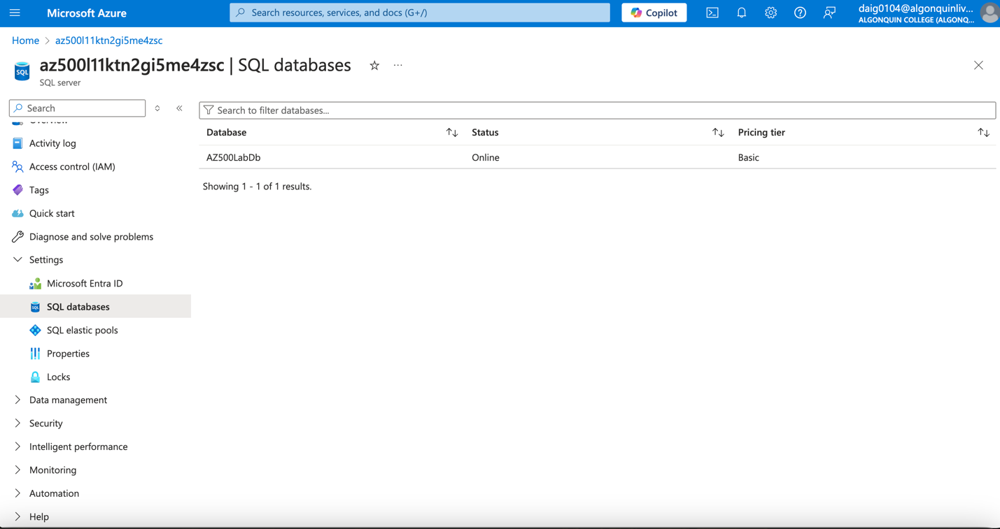 Microsoft Azure
Search resources, services, and docs (G+/)
Copilot
daig0104@algonquinliv...
ALGONQUIN COLLEGE (ALGONQ...
Home > az500l11ktn2gi5me4zsc
az500l11ktn2gi5me4zsc | SQL databases
SQL server
Search
Search to filter databases...
Overview
Activity log
Access control (IAM)
Tags
Quick start
Diagnose and solve problems
Settings
Microsoft Entra ID
SQL databases
SQL elastic pools
Properties
Locks
Data management
Security
Intelligent performance
Monitoring
Automation
Help
Database Status Pricing tier
AZ500LabDb Online Basic
Showing 1 - 1 of 1 results.